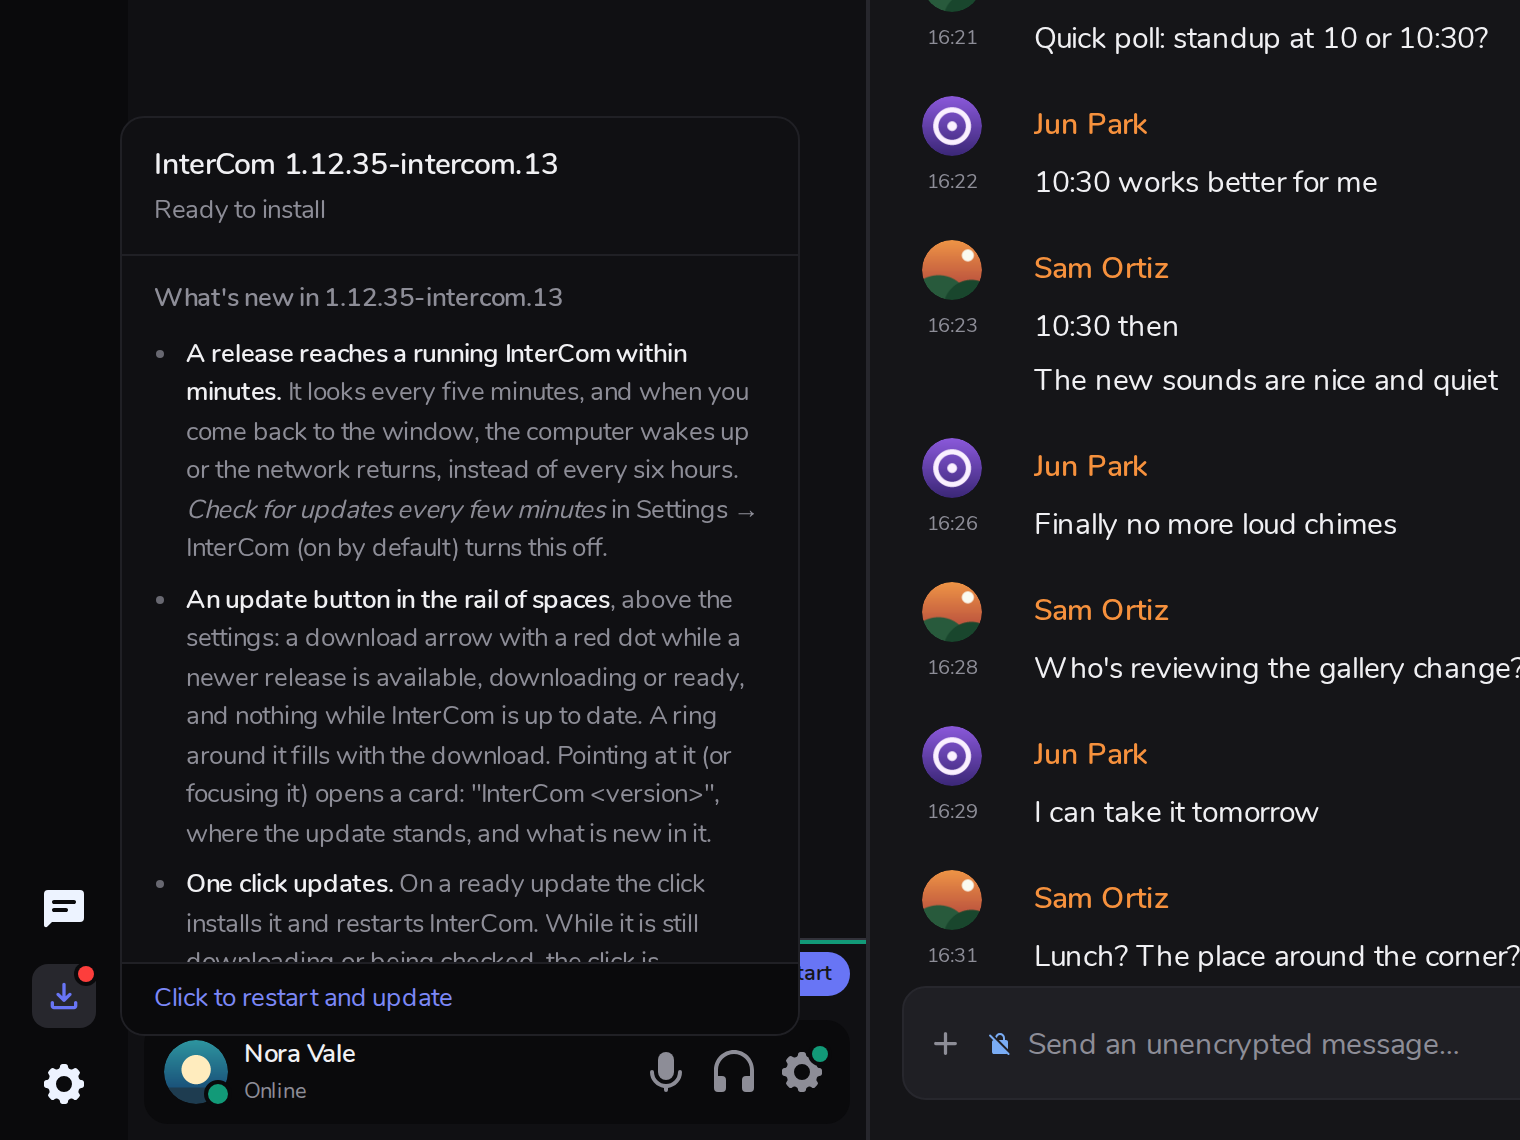 InterCom 1.12.35-intercom.13
Ready to install
What's new in 1.12.35-intercom.13
A release reaches a running InterCom within
minutes. It looks every five minutes, and when you
come back to the window, the computer wakes up
or the network returns, instead of every six hours.
Check for updates every few minutes in Settings →
InterCom (on by default) turns this off.
An update button in the rail of spaces, above the
settings: a download arrow with a red dot while a
newer release is available, downloading or ready,
and nothing while InterCom is up to date. A ring
around it fills with the download. Pointing at it (or
focusing it) opens a card: "InterCom <version>",
where the update stands, and what is new in it.
One click updates. On a ready update the click
installs it and restarts InterCom. While it is still
downloading or being checked, the click is
Click to restart and update
tart
Nora Vale
Online
16:21
Quick poll: standup at 10 or 10:30?
Jun Park
16:22
10:30 works better for me
Sam Ortiz
16:23
10:30 then
The new sounds are nice and quiet
Jun Park
16:26
Finally no more loud chimes
Sam Ortiz
16:28
Who's reviewing the gallery change?
Jun Park
16:29
I can take it tomorrow
Sam Ortiz
16:31
Lunch? The place around the corner?
Send an unencrypted message…